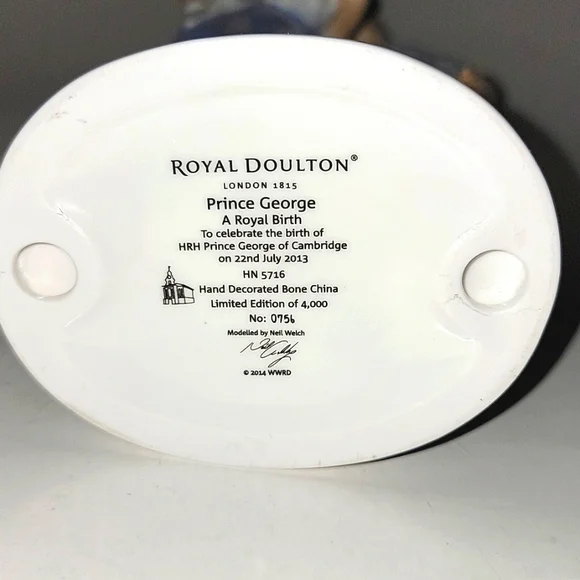 ROYAL DOULTON®
LONDON 1815
Prince George
A Royal Birth
To celebrate the birth of
HRH Prince George of Cambridge
on 22nd July 2013
HN 5716
Hand Decorated Bone China
Limited Edition of 4,000
No: 0756
Modelled by Neil Welch
© 2014 WWRD